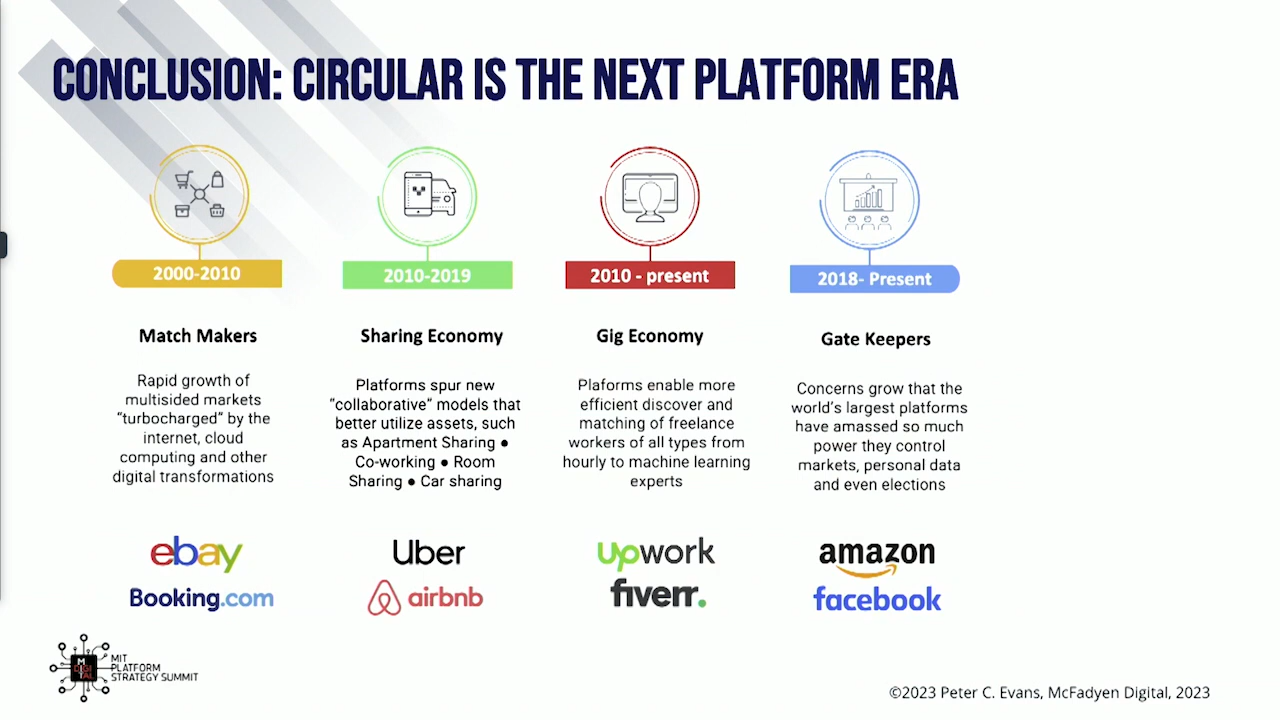 CONCLUSION: CIRCULAR IS THE NEXT PLATFORM ERA
2000-2010
Match Makers
Rapid growth of
multisided markets
“turbocharged” by the
internet, cloud
computing and other
digital transformations
ebay
Booking.com
2010-2019
Sharing Economy
Platforms spur new
“collaborative” models that
better utilize assets, such
as Apartment Sharing ●
Co-working ● Room
Sharing ● Car sharing
Uber
airbnb
2010 - present
Gig Economy
Plaforms enable more
efficient discover and
matching of freelance
workers of all types from
hourly to machine learning
experts
upwork
fiverr.
2018- Present
Gate Keepers
Concerns grow that the
world’s largest platforms
have amassed so much
power they control
markets, personal data
and even elections
amazon
facebook
MIT
PLATFORM
STRATEGY SUMMIT
©2023 Peter C. Evans, McFadyen Digital, 2023